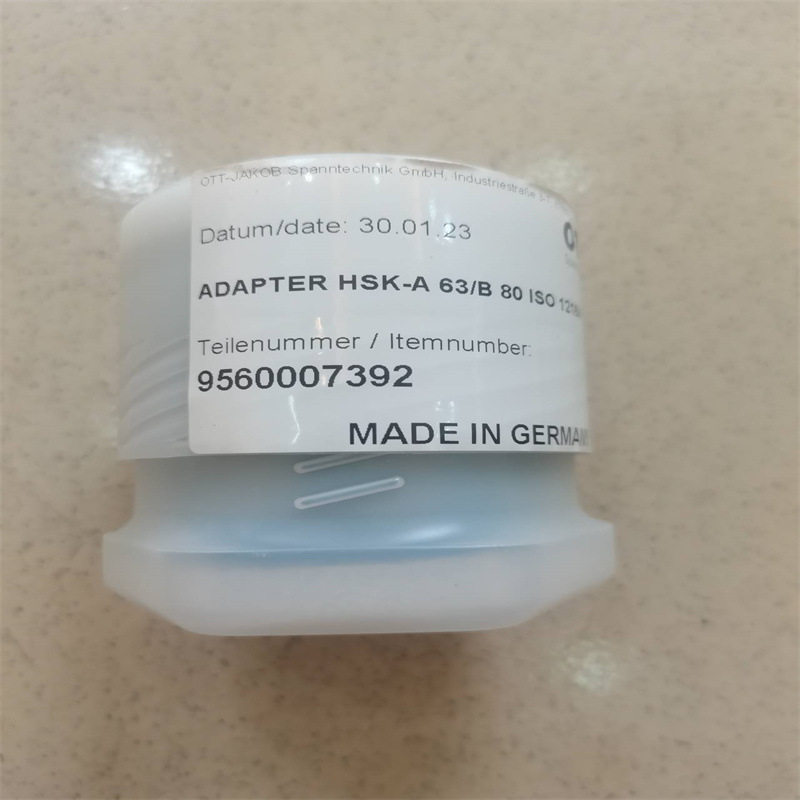 OTT-JAKOB Spanntechnik GmbH, Industriestraße
Datum/date: 30.01.23
ADAPTER HSK-A 63/B 80 ISO
Teilenummer / Itemnumber:
9560007392
MADE IN GERMAN